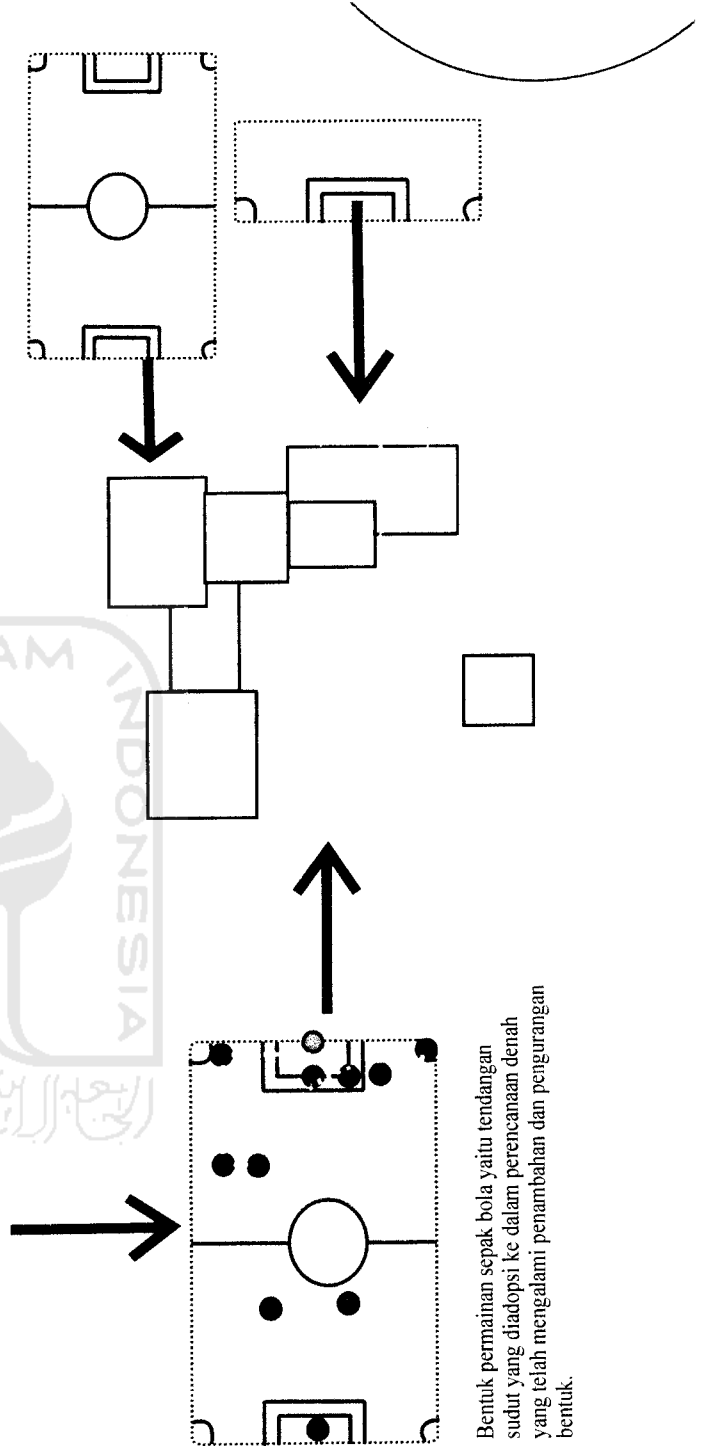 Bentuk permainan sepak bola yaitu tendangan
sudut yang diadopsi ke dalam perencanaan denah
yang telah mengalami penambahan dan pengurangan
bentuk.
INDONESIA